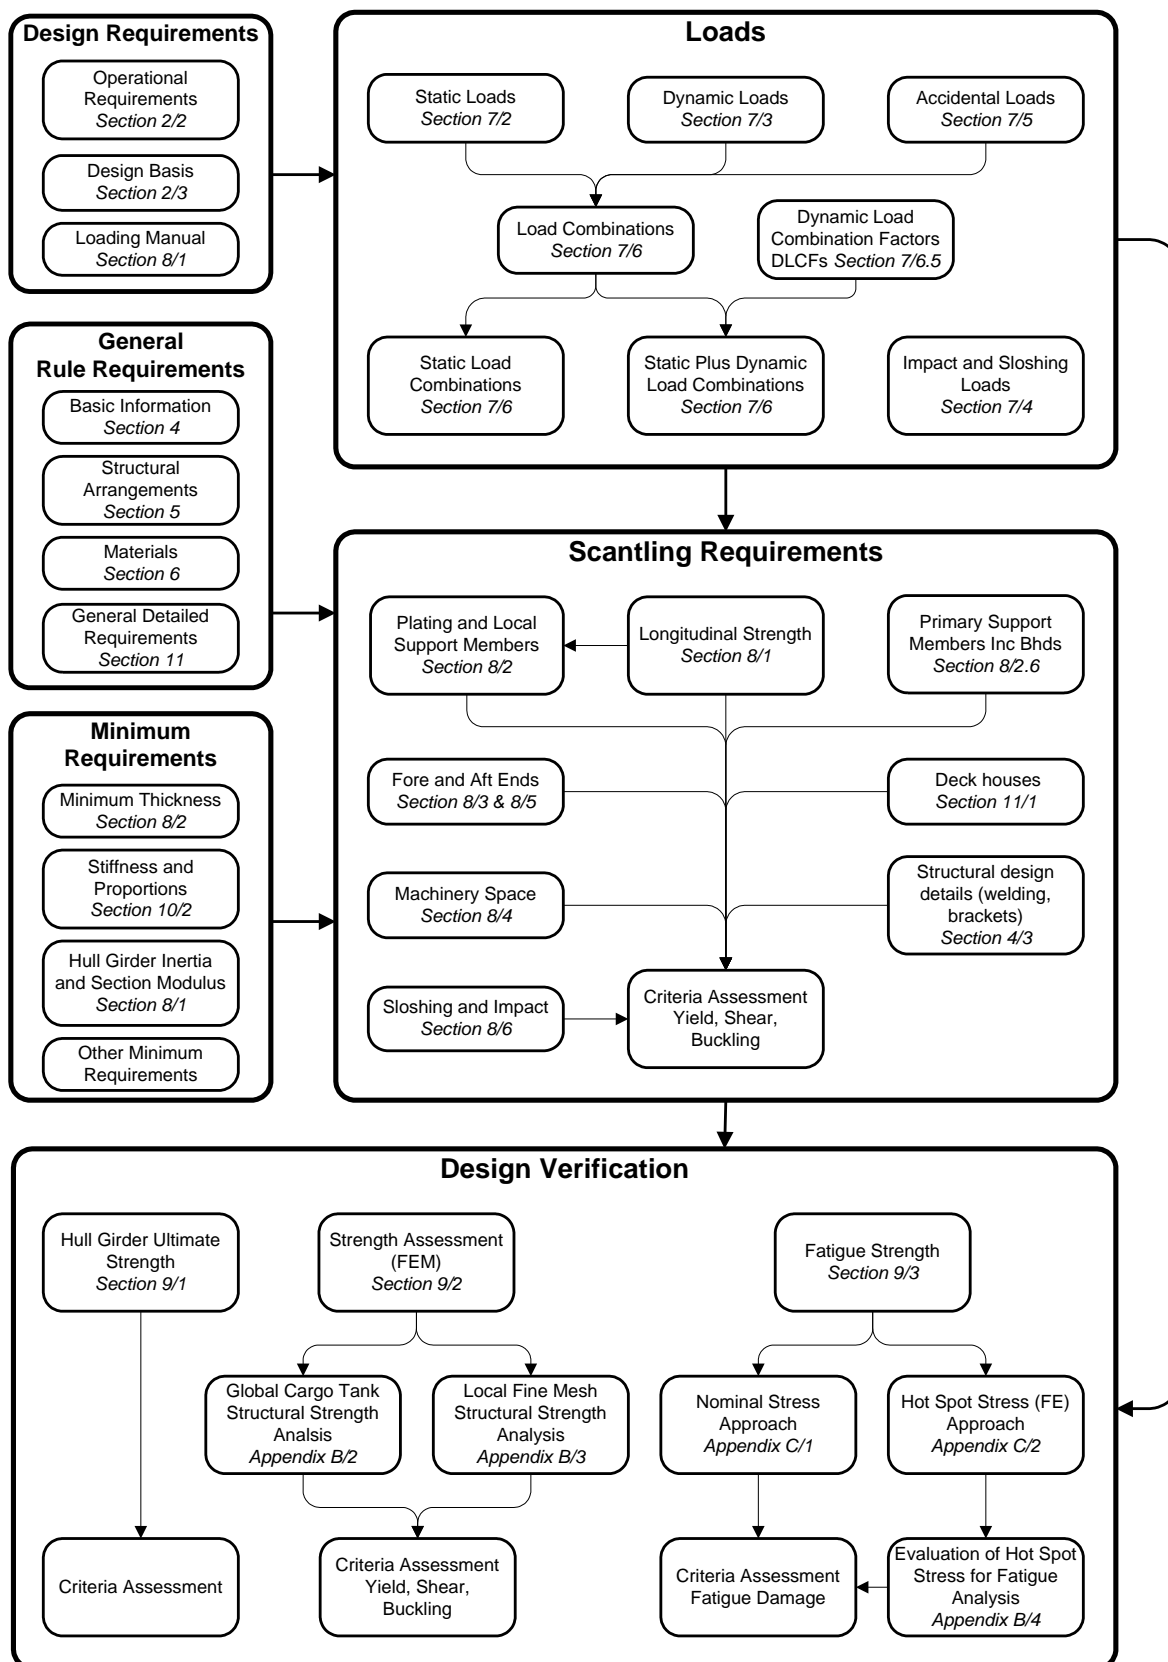 Design Requirements
Operational
Requirements
Section 2/2
Design Basis
Section 2/3
Loading Manual
Section 8/1
Loads
Static Loads
Section 7/2
Dynamic Loads
Section 7/3
Accidental Loads
Section 7/5
Load Combinations
Section 7/6
Dynamic Load
Combination Factors
DLCFs Section 7/6.5
Static Load
Combinations
Section 7/6
Static Plus Dynamic
Load Combinations
Section 7/6
Impact and Sloshing
Loads
Section 7/4
General
Rule Requirements
Basic Information
Section 4
Structural
Arrangements
Section 5
Materials
Section 6
General Detailed
Requirements
Section 11
Minimum
Requirements
Minimum Thickness
Section 8/2
Stiffness and
Proportions
Section 10/2
Hull Girder Inertia
and Section Modulus
Section 8/1
Other Minimum
Requirements
Scantling Requirements
Plating and Local
Support Members
Section 8/2
Longitudinal Strength
Section 8/1
Primary Support
Members Inc Bhds
Section 8/2.6
Fore and Aft Ends
Section 8/3 & 8/5
Deck houses
Section 11/1
Machinery Space
Section 8/4
Structural design
details (welding,
brackets)
Section 4/3
Sloshing and Impact
Section 8/6
Criteria Assessment
Yield, Shear,
Buckling
Design Verification
Hull Girder Ultimate
Strength
Section 9/1
Strength Assessment
(FEM)
Section 9/2
Fatigue Strength
Section 9/3
Global Cargo Tank
Structural Strength
Analsis
Appendix B/2
Local Fine Mesh
Structural Strength
Analysis
Appendix B/3
Nominal Stress
Approach
Appendix C/1
Hot Spot Stress (FE)
Approach
Appendix C/2
Criteria Assessment
Criteria Assessment
Yield, Shear,
Buckling
Criteria Assessment
Fatigue Damage
Evaluation of Hot Spot
Stress for Fatigue
Analysis
Appendix B/4